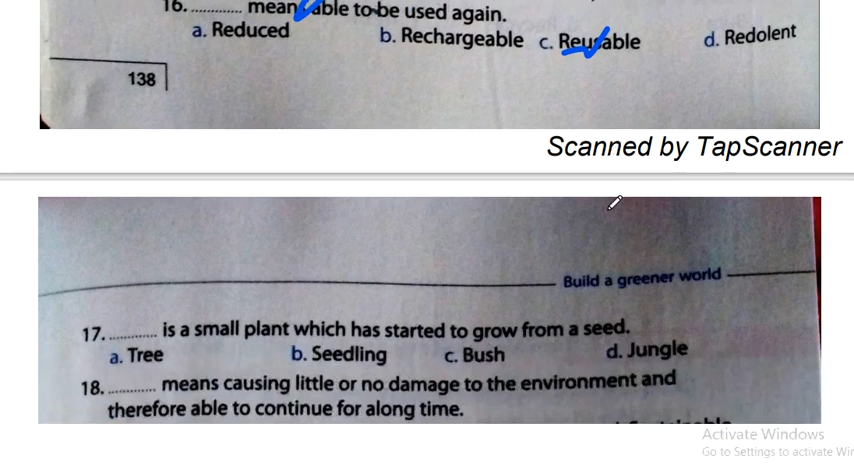 16. ............ mean able to be used again.
a. Reduced b. Rechargeable c. Reusable d. Redolent
138
Scanned by TapScanner
Build a greener world
17. ............ is a small plant which has started to grow from a seed.
a. Tree b. Seedling c. Bush d. Jungle
18. ............ means causing little or no damage to the environment and
therefore able to continue for along time.
Activate Windows
Go to Settings to activate Wi